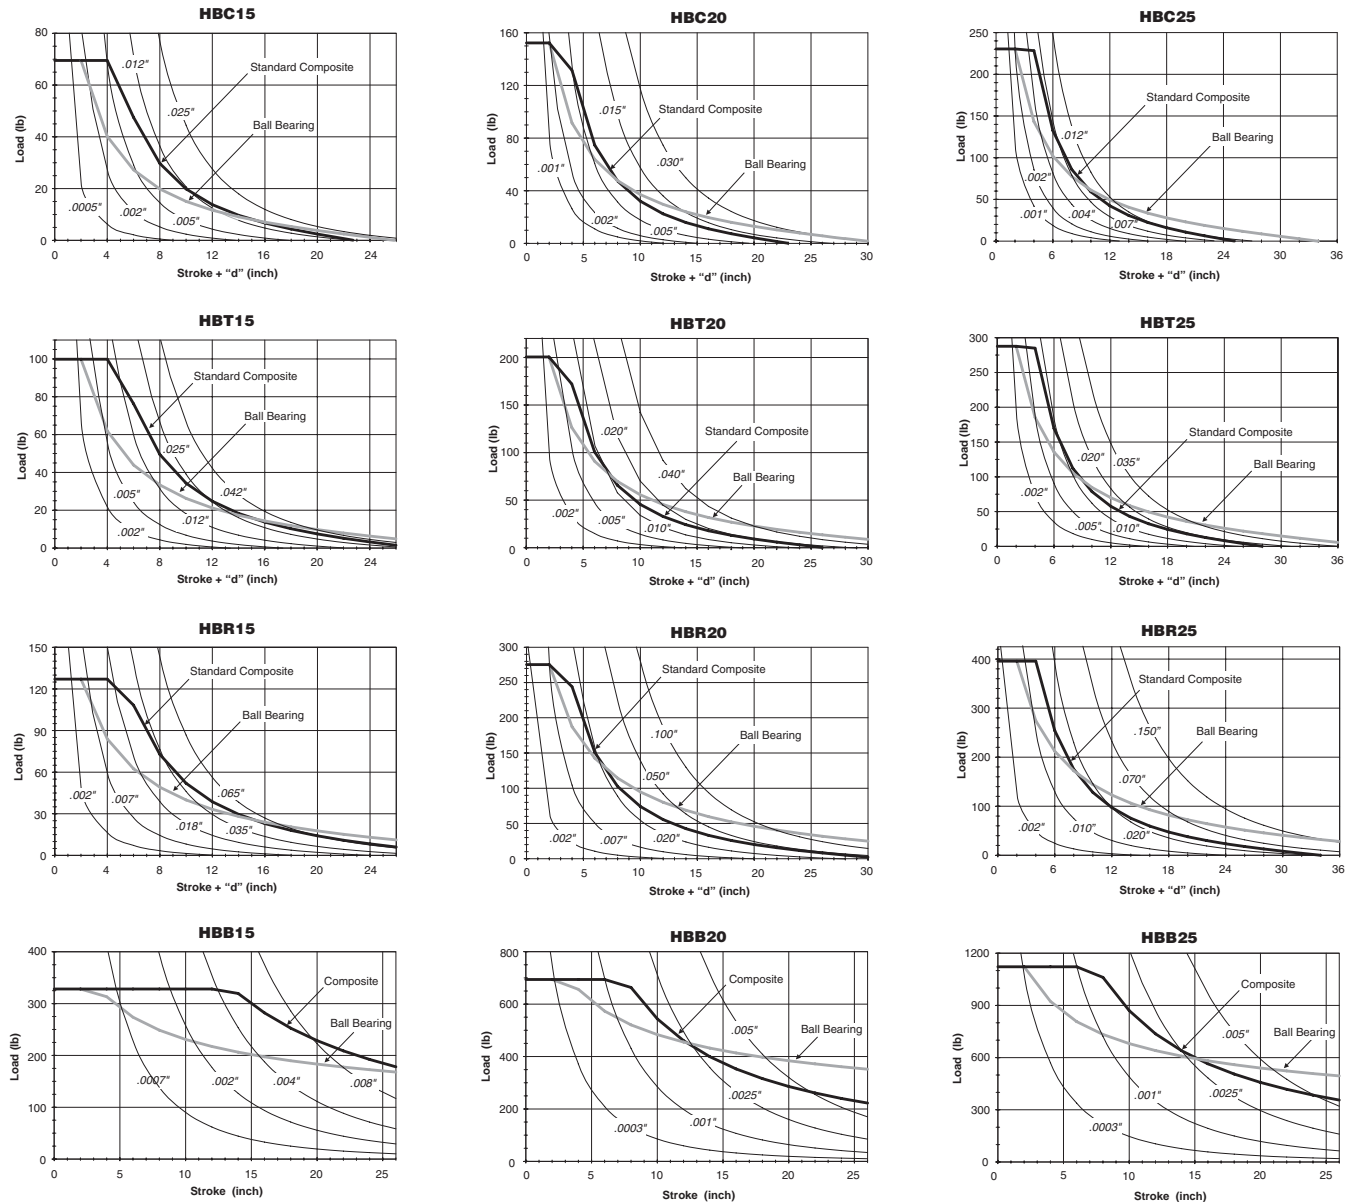 HBC15
80
60
40
20
0
Load (lb)
.012"
.025"
Standard Composite
Ball Bearing
.0005"
.002"
.005"
0 4 8 12 16 20 24
Stroke + “d” (inch)
HBC20
160
120
80
40
0
Load (lb)
.015"
Standard Composite
.001"
.030"
Ball Bearing
.002"
.005"
0 5 10 15 20 25 30
Stroke + “d” (inch)
HBC25
250
200
150
100
50
0
Load (lb)
Standard Composite
.012"
Ball Bearing
.002"
.001"
.004"
.007"
0 6 12 18 24 30 36
Stroke + “d” (inch)
HBT15
100
80
60
40
20
0
Load (lb)
Standard Composite
Ball Bearing
.025"
.005"
.042"
.012"
.002"
0 4 8 12 16 20 24
Stroke + “d” (inch)
HBT20
200
150
100
50
0
Load (lb)
.020"
Standard Composite
.040"
Ball Bearing
.002"
.005"
.010"
0 5 10 15 20 25 30
Stroke + “d” (inch)
HBT25
300
250
200
150
100
50
0
Load (lb)
Standard Composite
.020"
.035"
Ball Bearing
.002"
.005"
.010"
0 6 12 18 24 30 36
Stroke + “d” (inch)
HBR15
150
120
90
60
30
0
Load (lb)
Standard Composite
Ball Bearing
.002"
.007"
.065"
.018"
.035"
0 4 8 12 16 20 24
Stroke + “d” (inch)
HBR20
300
250
200
150
100
50
0
Load (lb)
Standard Composite
.100"
Ball Bearing
.050"
.002"
.007"
.020"
0 5 10 15 20 25 30
Stroke + “d” (inch)
HBR25
400
300
200
100
0
Load (lb)
Standard Composite
.150"
Ball Bearing
.070"
.002"
.010"
.020"
0 6 12 18 24 30 36
Stroke + “d” (inch)
HBB15
400
300
200
100
0
Load (lb)
Composite
Ball Bearing
.0007"
.002"
.004"
.008"
0 5 10 15 20 25
Stroke (inch)
HBB20
800
600
400
200
0
Load (lb)
Composite
.005"
Ball Bearing
.0025"
.0003"
.001"
0 5 10 15 20 25
Stroke (inch)
HBB25
1200
900
600
300
0
Load (lb)
Composite
.005"
Ball Bearing
.001"
.0025"
.0003"
0 5 10 15 20 25
Stroke (inch)